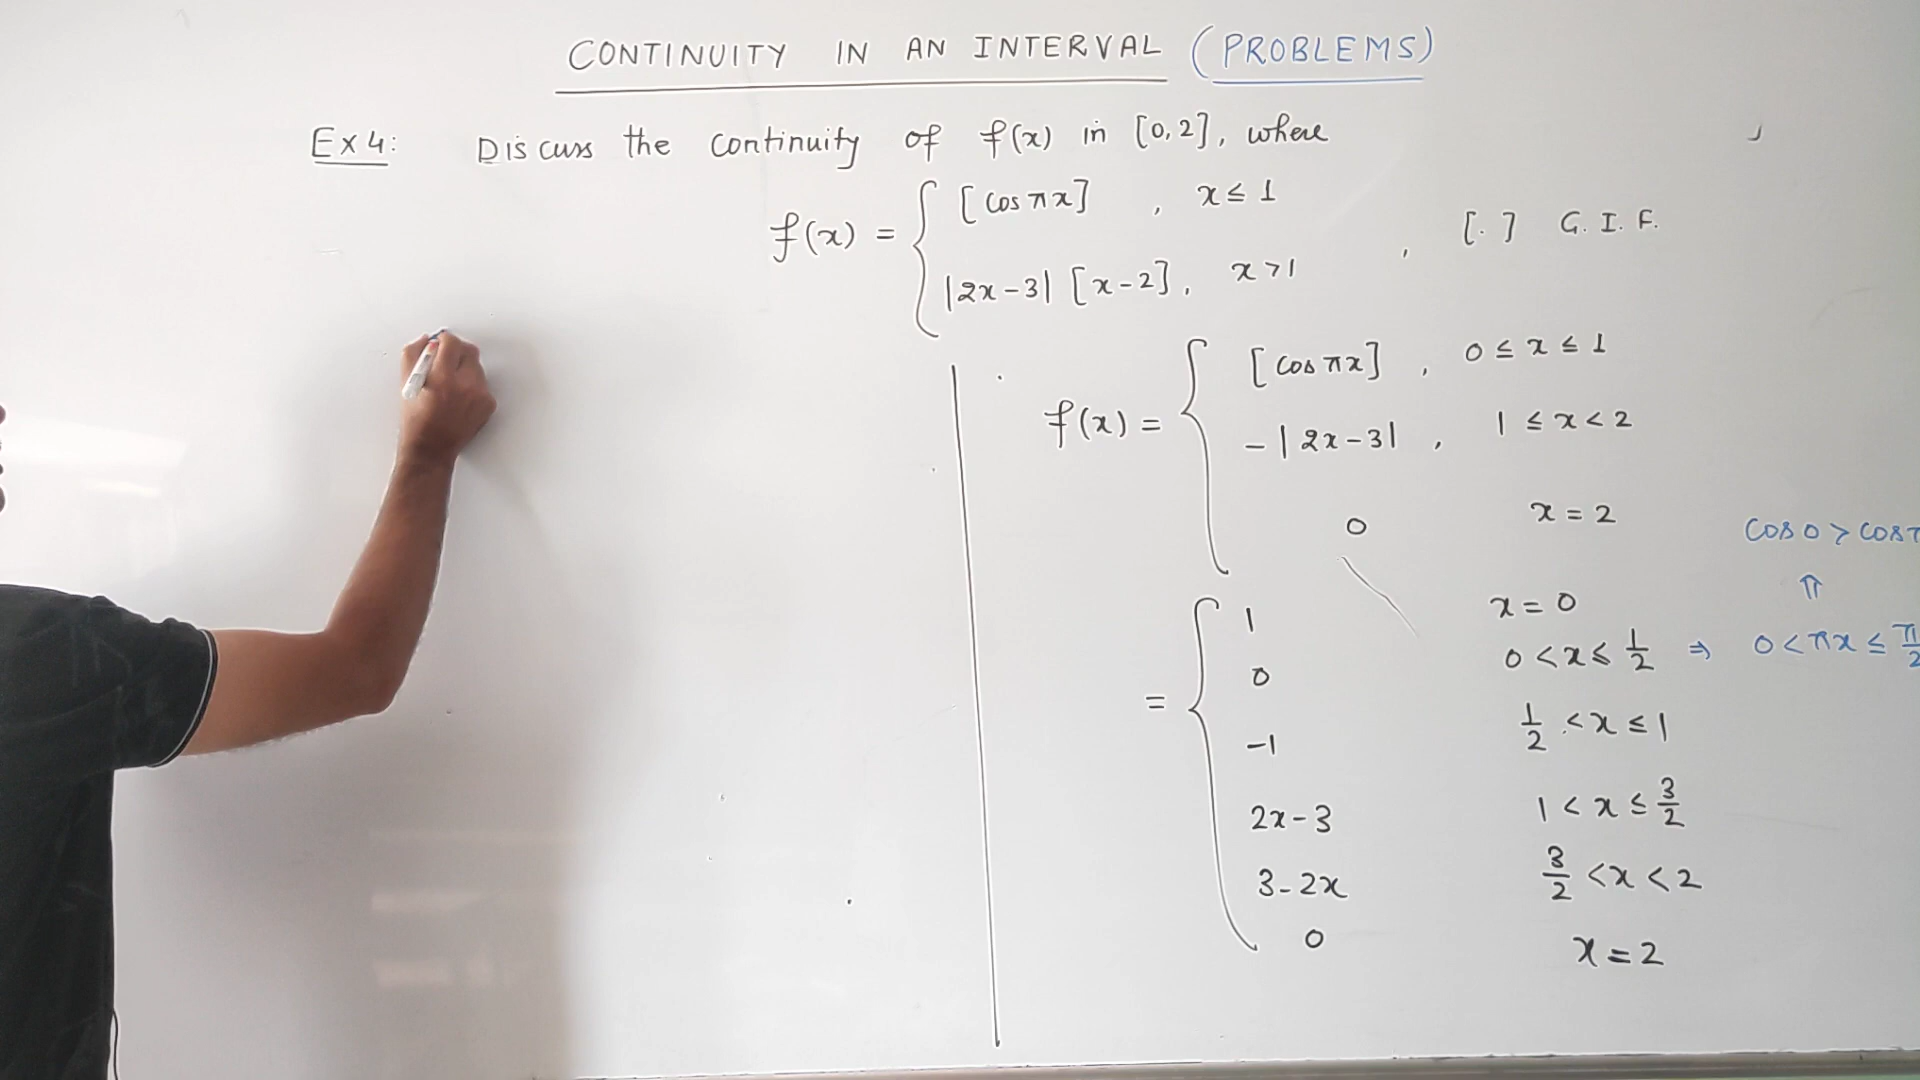 CONTINUITY IN AN INTERVAL (PROBLEMS)
Ex 4: Discuss the continuity of f(x) in [0,2], where
f(x) = { [cos πx] , x ≤ 1
|2x-3| [x-2], x > 1 , [.] G. I. F.
f(x) = { [cos πx] , 0 ≤ x ≤ 1
-|2x-3| , 1 ≤ x < 2
0 x = 2
cos 0 > cos
⇑
= { 1 x = 0
0 0 < x ≤ 1/2 ⇒ 0 < πx ≤ π/2
-1 1/2 < x ≤ 1
2x-3 1 < x ≤ 3/2
3-2x 3/2 < x < 2
0 x = 2